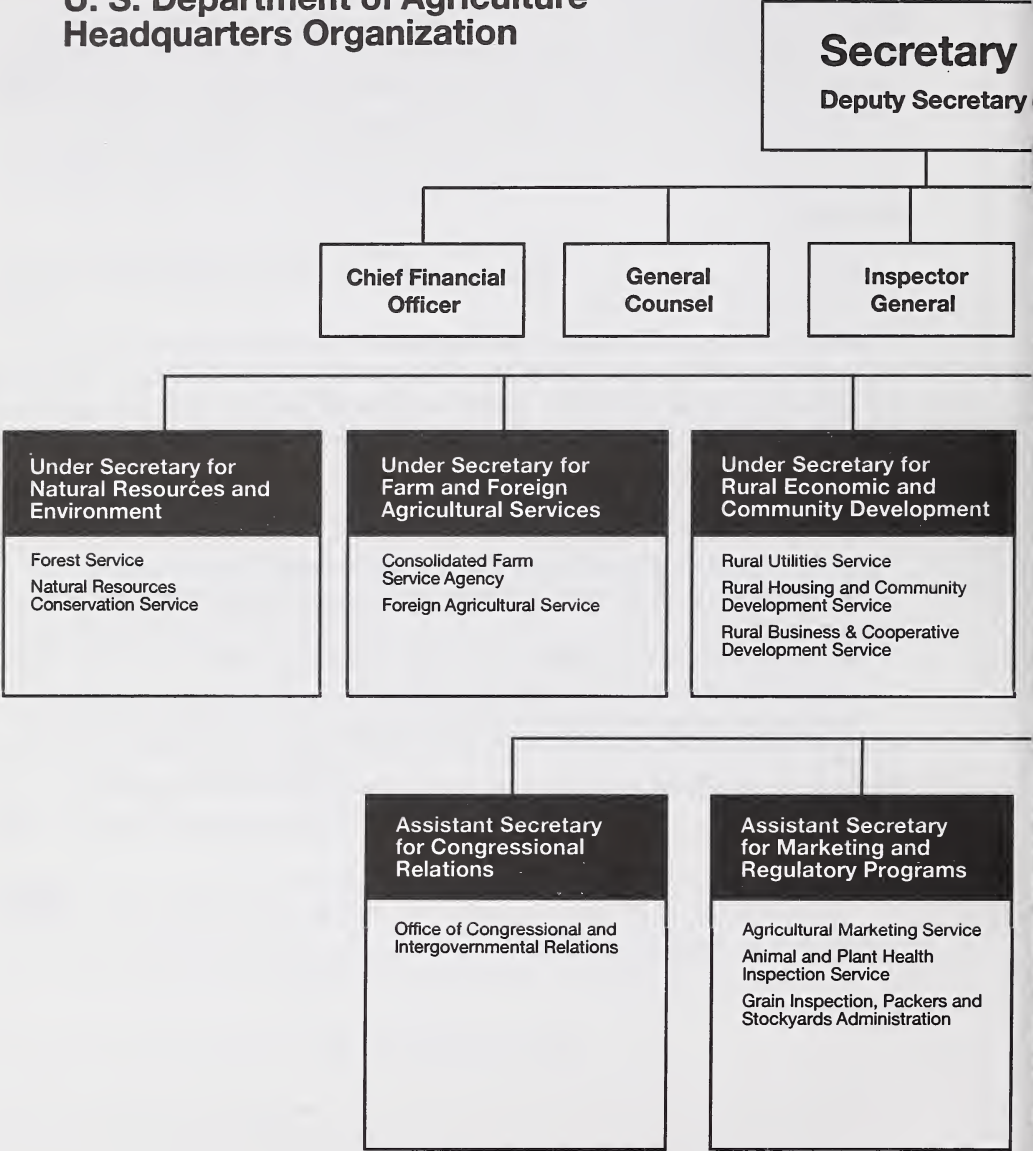 U. S. Department of Agriculture
Headquarters Organization
Secretary
Deputy Secretary
Chief Financial
Officer
General
Counsel
Inspector
General
Under Secretary for
Natural Resources and
Environment
Forest Service
Natural Resources
Conservation Service
Under Secretary for
Farm and Foreign
Agricultural Services
Consolidated Farm
Service Agency
Foreign Agricultural Service
Under Secretary for
Rural Economic and
Community Development
Rural Utilities Service
Rural Housing and Community
Development Service
Rural Business & Cooperative
Development Service
Assistant Secretary
for Congressional
Relations
Office of Congressional and
Intergovernmental Relations
Assistant Secretary
for Marketing and
Regulatory Programs
Agricultural Marketing Service
Animal and Plant Health
Inspection Service
Grain Inspection, Packers and
Stockyards Administration